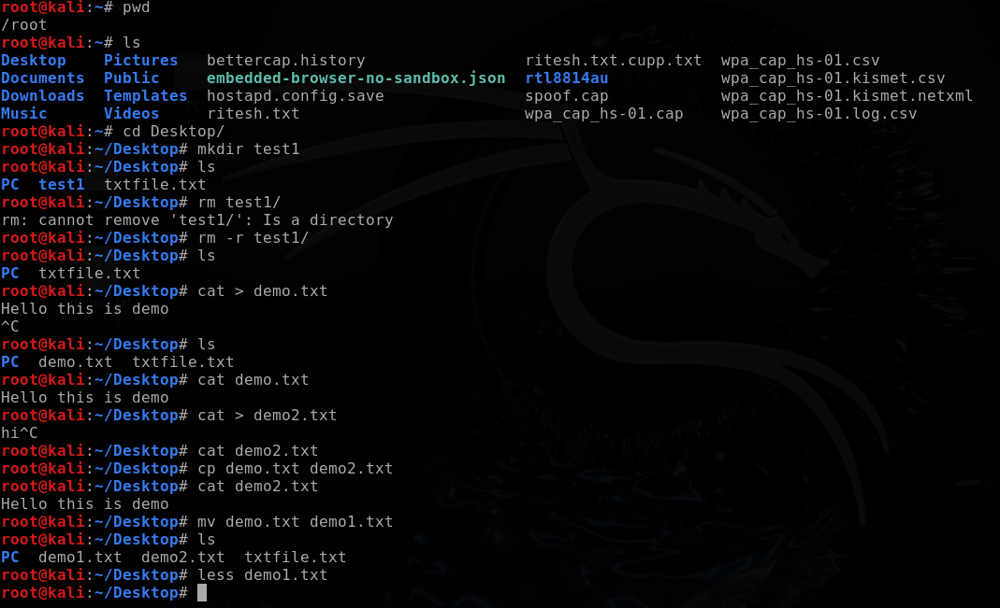 root@kali:~# pwd
/root
root@kali:~# ls
Desktop    Pictures   bettercap.history                 ritesh.txt.cupp.txt  wpa_cap_hs-01.csv
Documents  Public     embedded-browser-no-sandbox.json  rtl8814au            wpa_cap_hs-01.kismet.csv
Downloads  Templates  hostapd.config.save               spoof.cap            wpa_cap_hs-01.kismet.netxml
Music      Videos     ritesh.txt                        wpa_cap_hs-01.cap    wpa_cap_hs-01.log.csv
root@kali:~# cd Desktop/
root@kali:~/Desktop# mkdir test1
root@kali:~/Desktop# ls
PC  test1  txtfile.txt
root@kali:~/Desktop# rm test1/
rm: cannot remove 'test1/': Is a directory
root@kali:~/Desktop# rm -r test1/
root@kali:~/Desktop# ls
PC  txtfile.txt
root@kali:~/Desktop# cat > demo.txt
Hello this is demo
^C
root@kali:~/Desktop# ls
PC  demo.txt  txtfile.txt
root@kali:~/Desktop# cat demo.txt
Hello this is demo
root@kali:~/Desktop# cat > demo2.txt
hi^C
root@kali:~/Desktop# cat demo2.txt
root@kali:~/Desktop# cp demo.txt demo2.txt
root@kali:~/Desktop# cat demo2.txt
Hello this is demo
root@kali:~/Desktop# mv demo.txt demo1.txt
root@kali:~/Desktop# ls
PC  demo1.txt  demo2.txt  txtfile.txt
root@kali:~/Desktop# less demo1.txt
root@kali:~/Desktop#